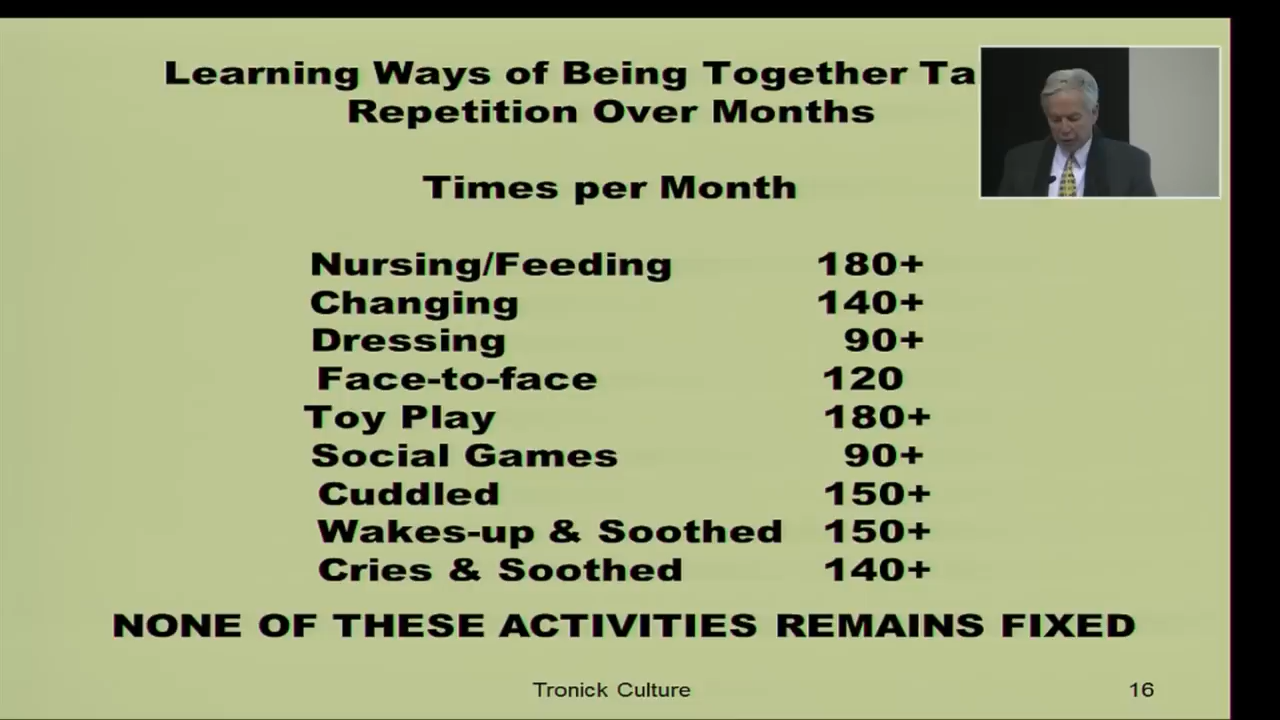 Learning Ways of Being Together Ta
Repetition Over Months
Times per Month
Nursing/Feeding 180+
Changing 140+
Dressing 90+
Face-to-face 120
Toy Play 180+
Social Games 90+
Cuddled 150+
Wakes-up & Soothed 150+
Cries & Soothed 140+
NONE OF THESE ACTIVITIES REMAINS FIXED
Tronick Culture 16